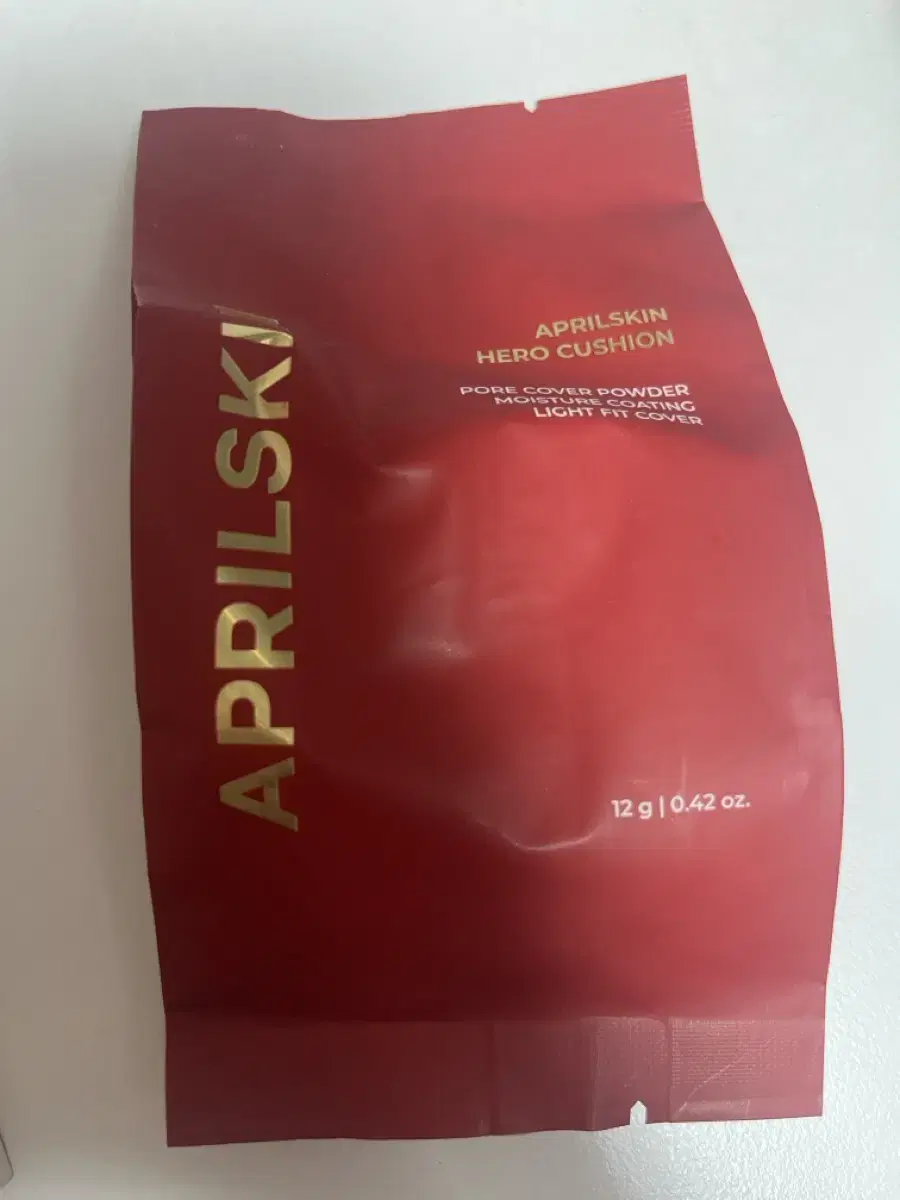 APRILSKI
APRILSKIN
HERO CUSHION
PORE COVER POWDER
MOISTURE COATING
LIGHT FIT COVER
12 g | 0.42 oz.